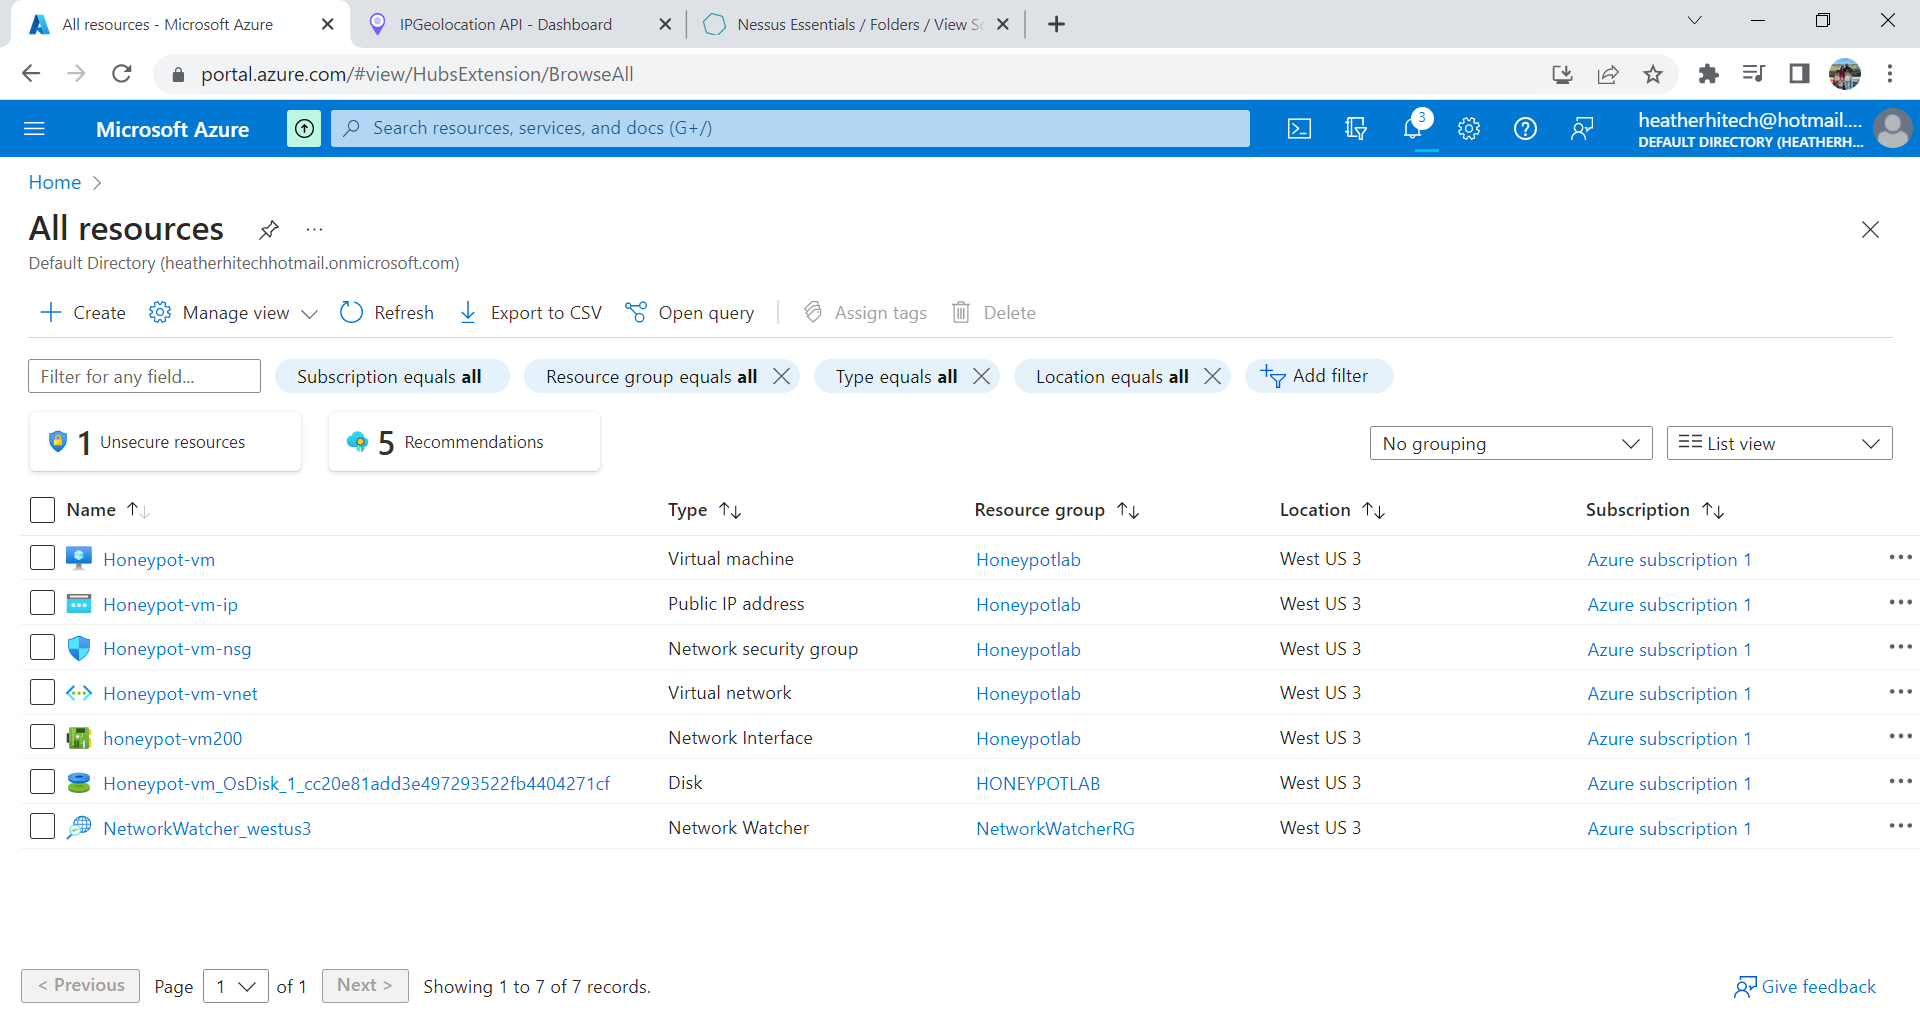 All resources - Microsoft Azure
IPGeolocation API - Dashboard
Nessus Essentials / Folders / View Sc
portal.azure.com/#view/HubsExtension/BrowseAll
Microsoft Azure
Search resources, services, and docs (G+/)
3
heatherhitech@hotmail....
DEFAULT DIRECTORY (HEATHERH...
Home
All resources
Default Directory (heatherhitechhotmail.onmicrosoft.com)
Create
Manage view
Refresh
Export to CSV
Open query
Assign tags
Delete
Filter for any field...
Subscription equals all
Resource group equals all
Type equals all
Location equals all
Add filter
1 Unsecure resources
5 Recommendations
No grouping
List view
Name Type Resource group Location Subscription
Honeypot-vm Virtual machine Honeypotlab West US 3 Azure subscription 1
Honeypot-vm-ip Public IP address Honeypotlab West US 3 Azure subscription 1
Honeypot-vm-nsg Network security group Honeypotlab West US 3 Azure subscription 1
Honeypot-vm-vnet Virtual network Honeypotlab West US 3 Azure subscription 1
honeypot-vm200 Network Interface Honeypotlab West US 3 Azure subscription 1
Honeypot-vm_OsDisk_1_cc20e81add3e497293522fb4404271cf Disk HONEYPOTLAB West US 3 Azure subscription 1
NetworkWatcher_westus3 Network Watcher NetworkWatcherRG West US 3 Azure subscription 1
< Previous Page 1 of 1 Next > Showing 1 to 7 of 7 records.
Give feedback